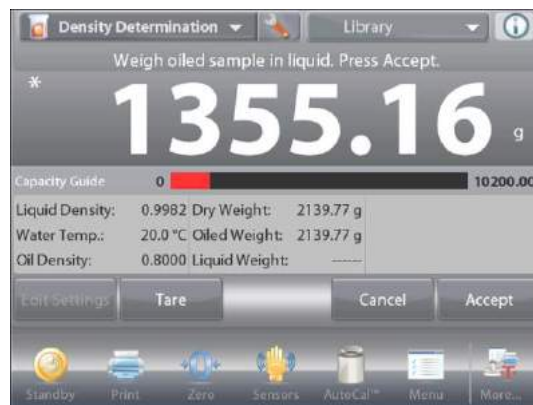 Density Determination Library
Weigh oiled sample in liquid. Press Accept.
* 1355.16 g
Capacity Guide 0 10200.00
Liquid Density: 0.9982 Dry Weight: 2139.77 g
Water Temp.: 20.0 °C Oiled Weight: 2139.77 g
Oil Density: 0.8000 Liquid Weight: ------
Edit Settings Tare Cancel Accept
Standby Print Zero Sensors AutoCal™ Menu More...